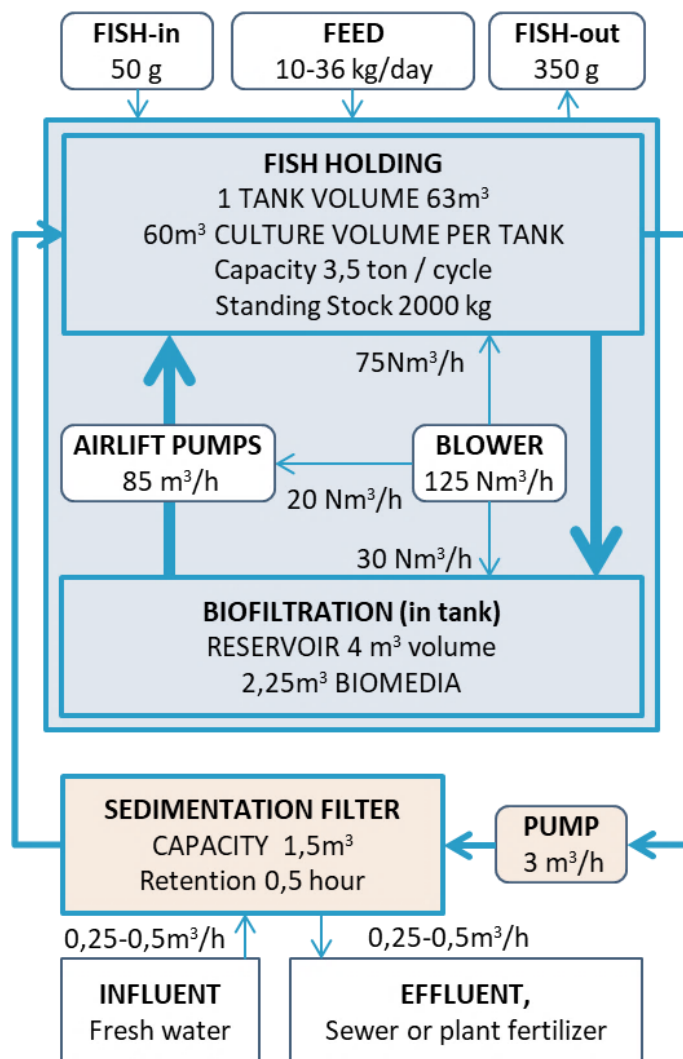 FISH-in
50 g
FEED
10-36 kg/day
FISH-out
350 g
FISH HOLDING
1 TANK VOLUME 63m³
60m³ CULTURE VOLUME PER TANK
Capacity 3,5 ton / cycle
Standing Stock 2000 kg
75Nm³/h
AIRLIFT PUMPS
85 m³/h
BLOWER
125 Nm³/h
20 Nm³/h
30 Nm³/h
BIOFILTRATION (in tank)
RESERVOIR 4 m³ volume
2,25m³ BIOMEDIA
SEDIMENTATION FILTER
CAPACITY 1,5m³
Retention 0,5 hour
PUMP
3 m³/h
0,25-0,5m³/h
0,25-0,5m³/h
INFLUENT
Fresh water
EFFLUENT,
Sewer or plant fertilizer